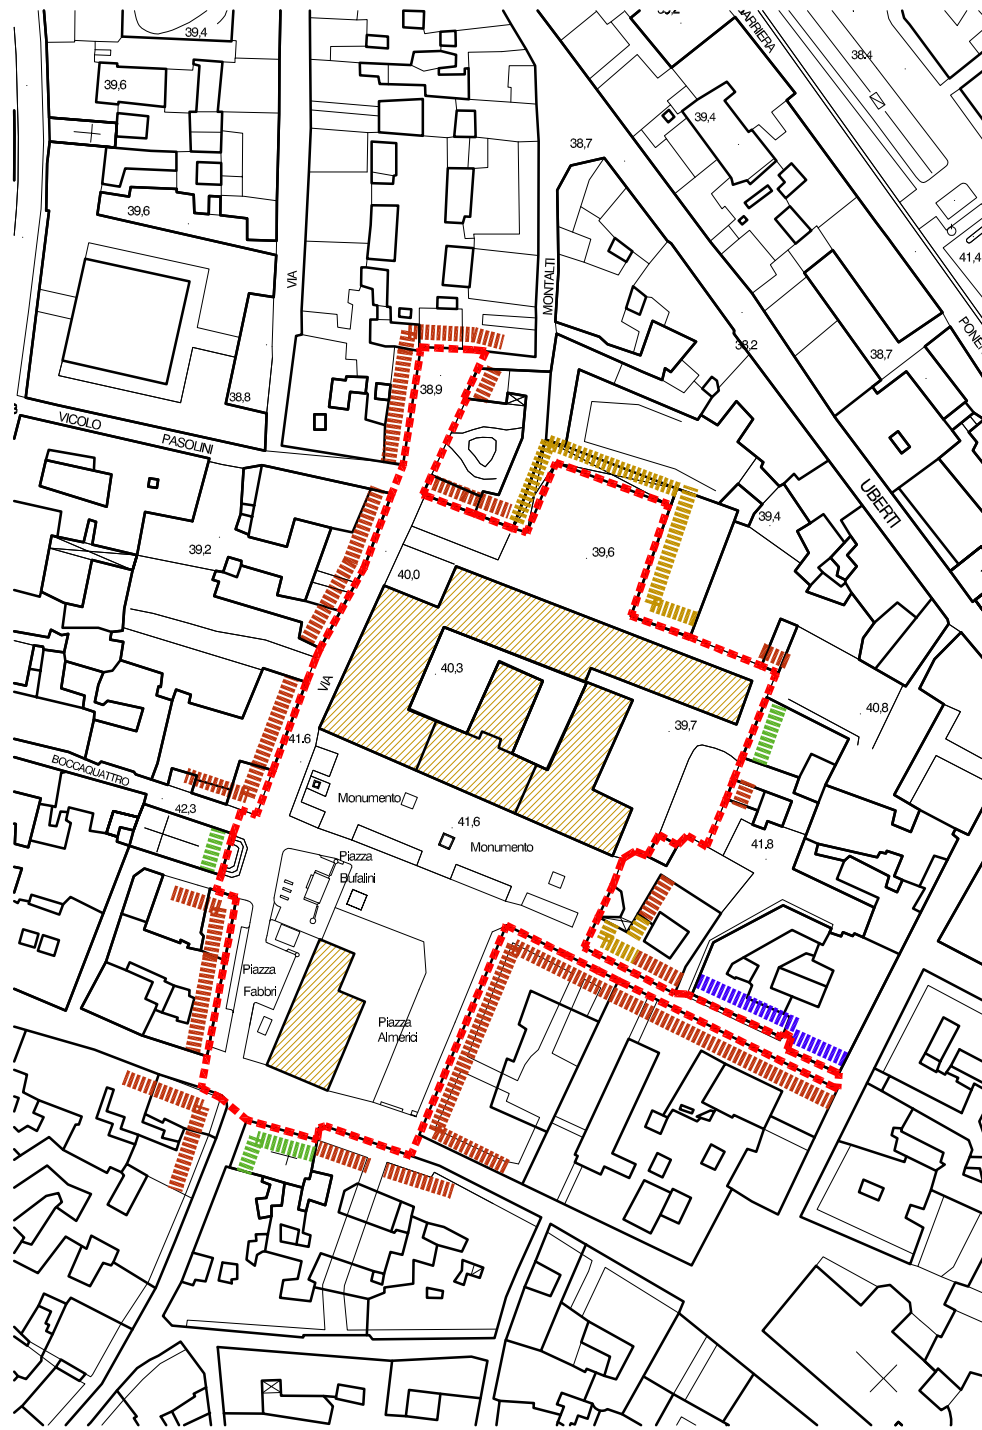 39,4
ARRIERA
38.4
39,6
39,4
38,7
39,6
41,4
VIA
MONTALTI
PONE
38,2
38,7
38,9
38,8
VICOLO
PASOLINI
UBERTI
39,4
39,2
39,6
40,0
40,3
VIA
40,8
39,7
41.6
BOCCAQUATTRO
42,3
Monumento
41,6
Monumento
41,8
Piazza
Bufalini
Piazza
Fabbri
Piazza
Almerici